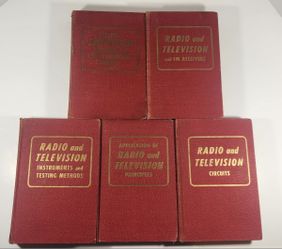 RADIO and
TELEVISION
and FM RECEIVERS
RADIO and
TELEVISION
INSTRUMENTS and
TESTING METHODS
APPLICATION OF
RADIO and
TELEVISION
PRINCIPLES
RADIO and
TELEVISION
CIRCUITS